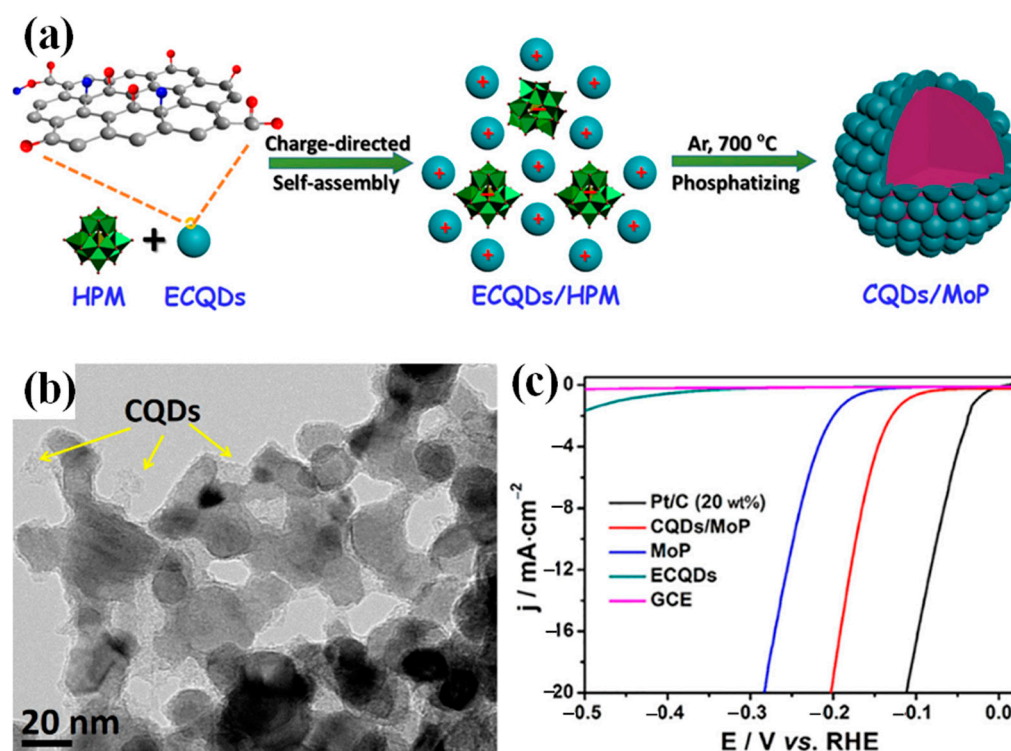 (a)
Charge-directed
Self-assembly
Ar, 700 °C
Phosphatizing
+
HPM
ECQDs
ECQDs/HPM
CQDs/MoP
(b)
CQDs
20 nm
(c)
j / mA·cm⁻²
0
−4
−8
−12
−16
−20
Pt/C (20 wt%)
CQDs/MoP
MoP
ECQDs
GCE
−0.5
−0.4
−0.3
−0.2
−0.1
0.0
E / V vs. RHE